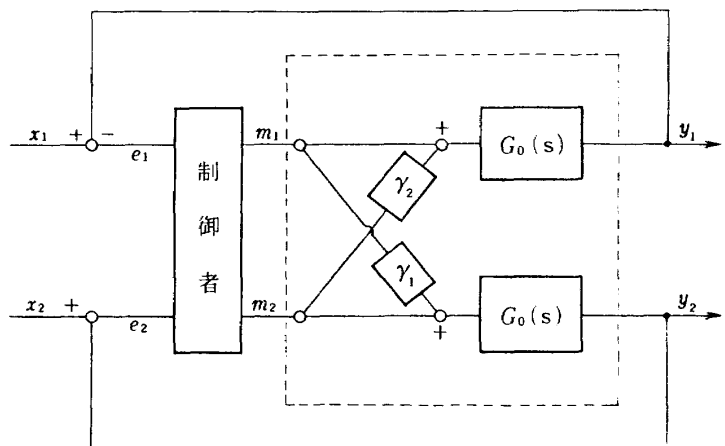 x₁ + −
e₁
制御者
m₁
+
γ₂
G₀(s)
y₁
x₂ +
e₂
m₂
γ₁
+
G₀(s)
y₂